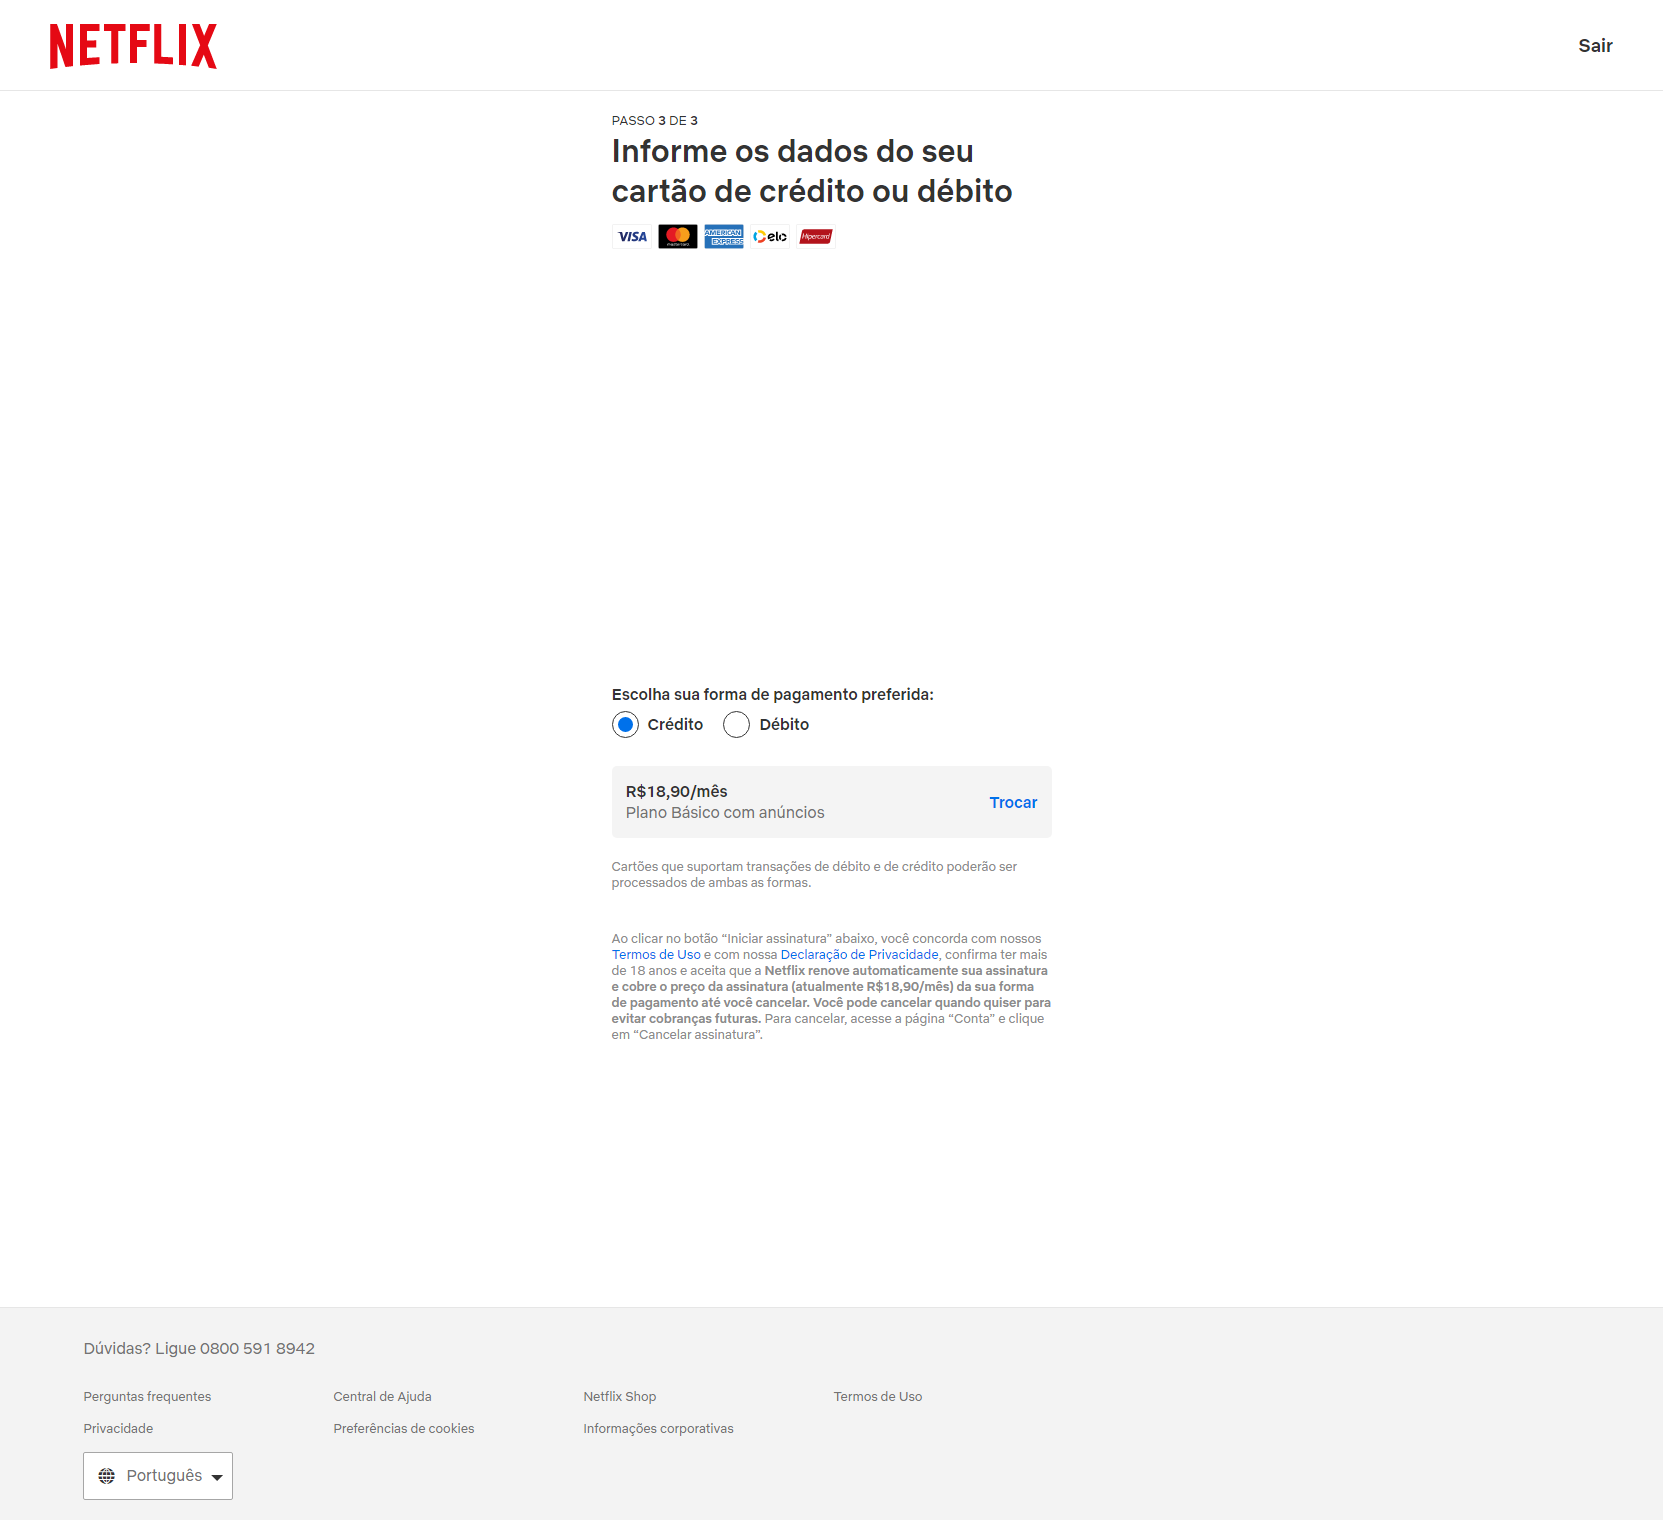 NETFLIX
Sair
PASSO 3 DE 3
Informe os dados do seu
cartão de crédito ou débito
VISA
AMERICAN
EXPRESS
elo
Hipercard
Escolha sua forma de pagamento preferida:
Crédito Débito
R$18,90/mês
Plano Básico com anúncios
Trocar
Cartões que suportam transações de débito e de crédito poderão ser
processados de ambas as formas.
Ao clicar no botão “Iniciar assinatura” abaixo, você concorda com nossos
Termos de Uso e com nossa Declaração de Privacidade, confirma ter mais
de 18 anos e aceita que a Netflix renove automaticamente sua assinatura
e cobre o preço da assinatura (atualmente R$18,90/mês) da sua forma
de pagamento até você cancelar. Você pode cancelar quando quiser para
evitar cobranças futuras. Para cancelar, acesse a página “Conta” e clique
em “Cancelar assinatura”.
Dúvidas? Ligue 0800 591 8942
Perguntas frequentes Central de Ajuda Netflix Shop Termos de Uso
Privacidade Preferências de cookies Informações corporativas
Português